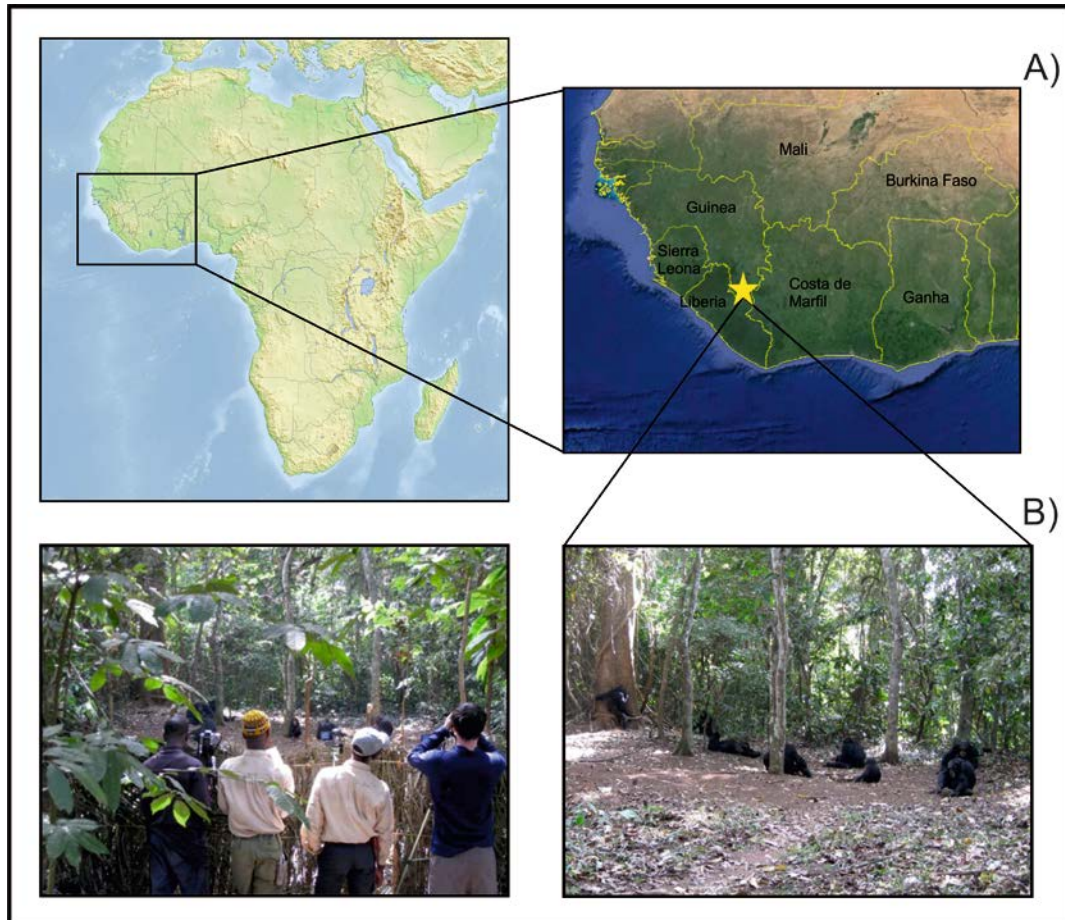 A)
Mali
Burkina Faso
Guinea
Sierra
Leona
Costa de
Marfil
Liberia
Ganha
B)